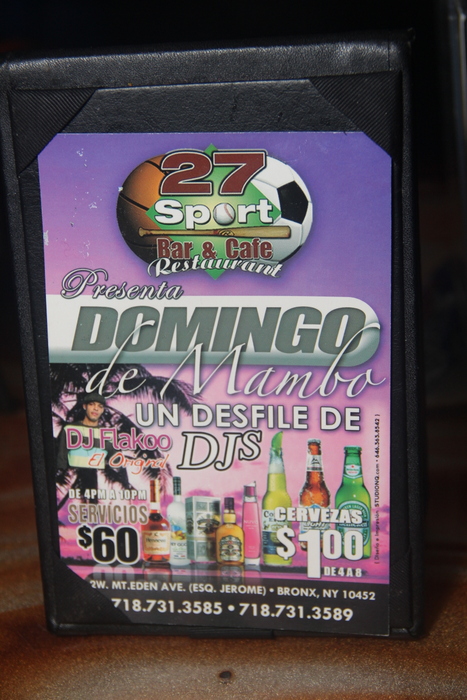 27
Sport
Bar & Cafe
Restaurant
Presenta
DOMINGO
de Mambo
UN DESFILE DE
DJs
DJ Flakoo
El Original
DE 4PM A 10PM
SERVICIOS
$60
CERVEZAS
$1.00
DE 4 A 8
2W. MT.EDEN AVE. (ESQ. JEROME) • BRONX, NY 10452
718.731.3585 • 718.731.3589